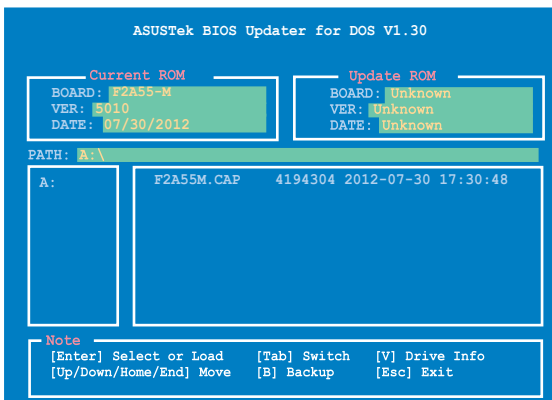 ASUSTek BIOS Updater for DOS V1.30
Current ROM
BOARD: F2A55-M
VER: 5010
DATE: 07/30/2012
Update ROM
BOARD: Unknown
VER: Unknown
DATE: Unknown
PATH: A:\
A:
F2A55M.CAP 4194304 2012-07-30 17:30:48
Note
[Enter] Select or Load [Tab] Switch [V] Drive Info
[Up/Down/Home/End] Move [B] Backup [Esc] Exit